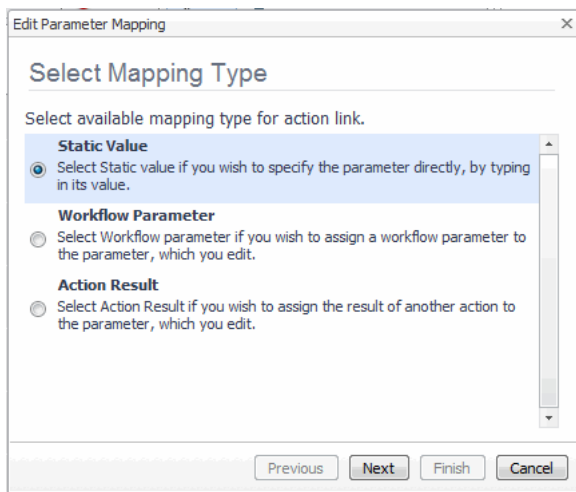 Edit Parameter Mapping
Select Mapping Type
Select available mapping type for action link.
Static Value
Select Static value if you wish to specify the parameter directly, by typing
in its value.
Workflow Parameter
Select Workflow parameter if you wish to assign a workflow parameter to
the parameter, which you edit.
Action Result
Select Action Result if you wish to assign the result of another action to
the parameter, which you edit.
Previous Next Finish Cancel